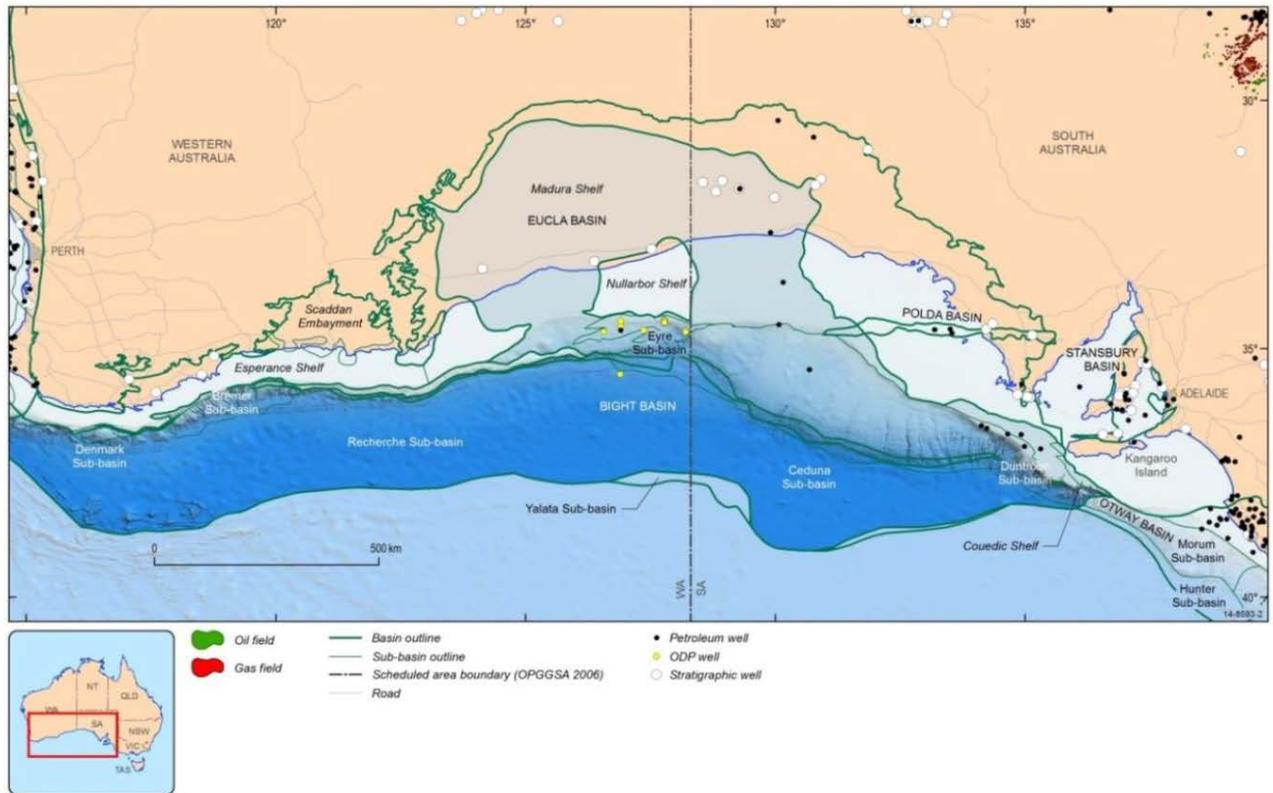 120°
125°
130°
135°
30°
WESTERN
AUSTRALIA
SOUTH
AUSTRALIA
Madura Shelf
EUCLA BASIN
PERTH
Nullarbor Shelf
Scaddan
Embayment
POLDA BASIN
Eyre
Sub-basin
35°
STANSBURY
BASIN
Esperance Shelf
ADELAIDE
Bremer
Sub-basin
BIGHT BASIN
Denmark
Sub-basin
Recherche Sub-basin
Ceduna
Sub-basin
Duntroon
Sub-basin
Kangaroo
Island
Yalata Sub-basin
OTWAY BASIN
Couedic Shelf
Morum
Sub-basin
0
500 km
WA
SA
Hunter
Sub-basin
40°
14-8593-2
Oil field
Gas field
Basin outline
Sub-basin outline
Scheduled area boundary (OPGGSA 2006)
Road
Petroleum well
ODP well
Stratigraphic well
NT
QLD
WA
SA
NSW
VIC
TAS